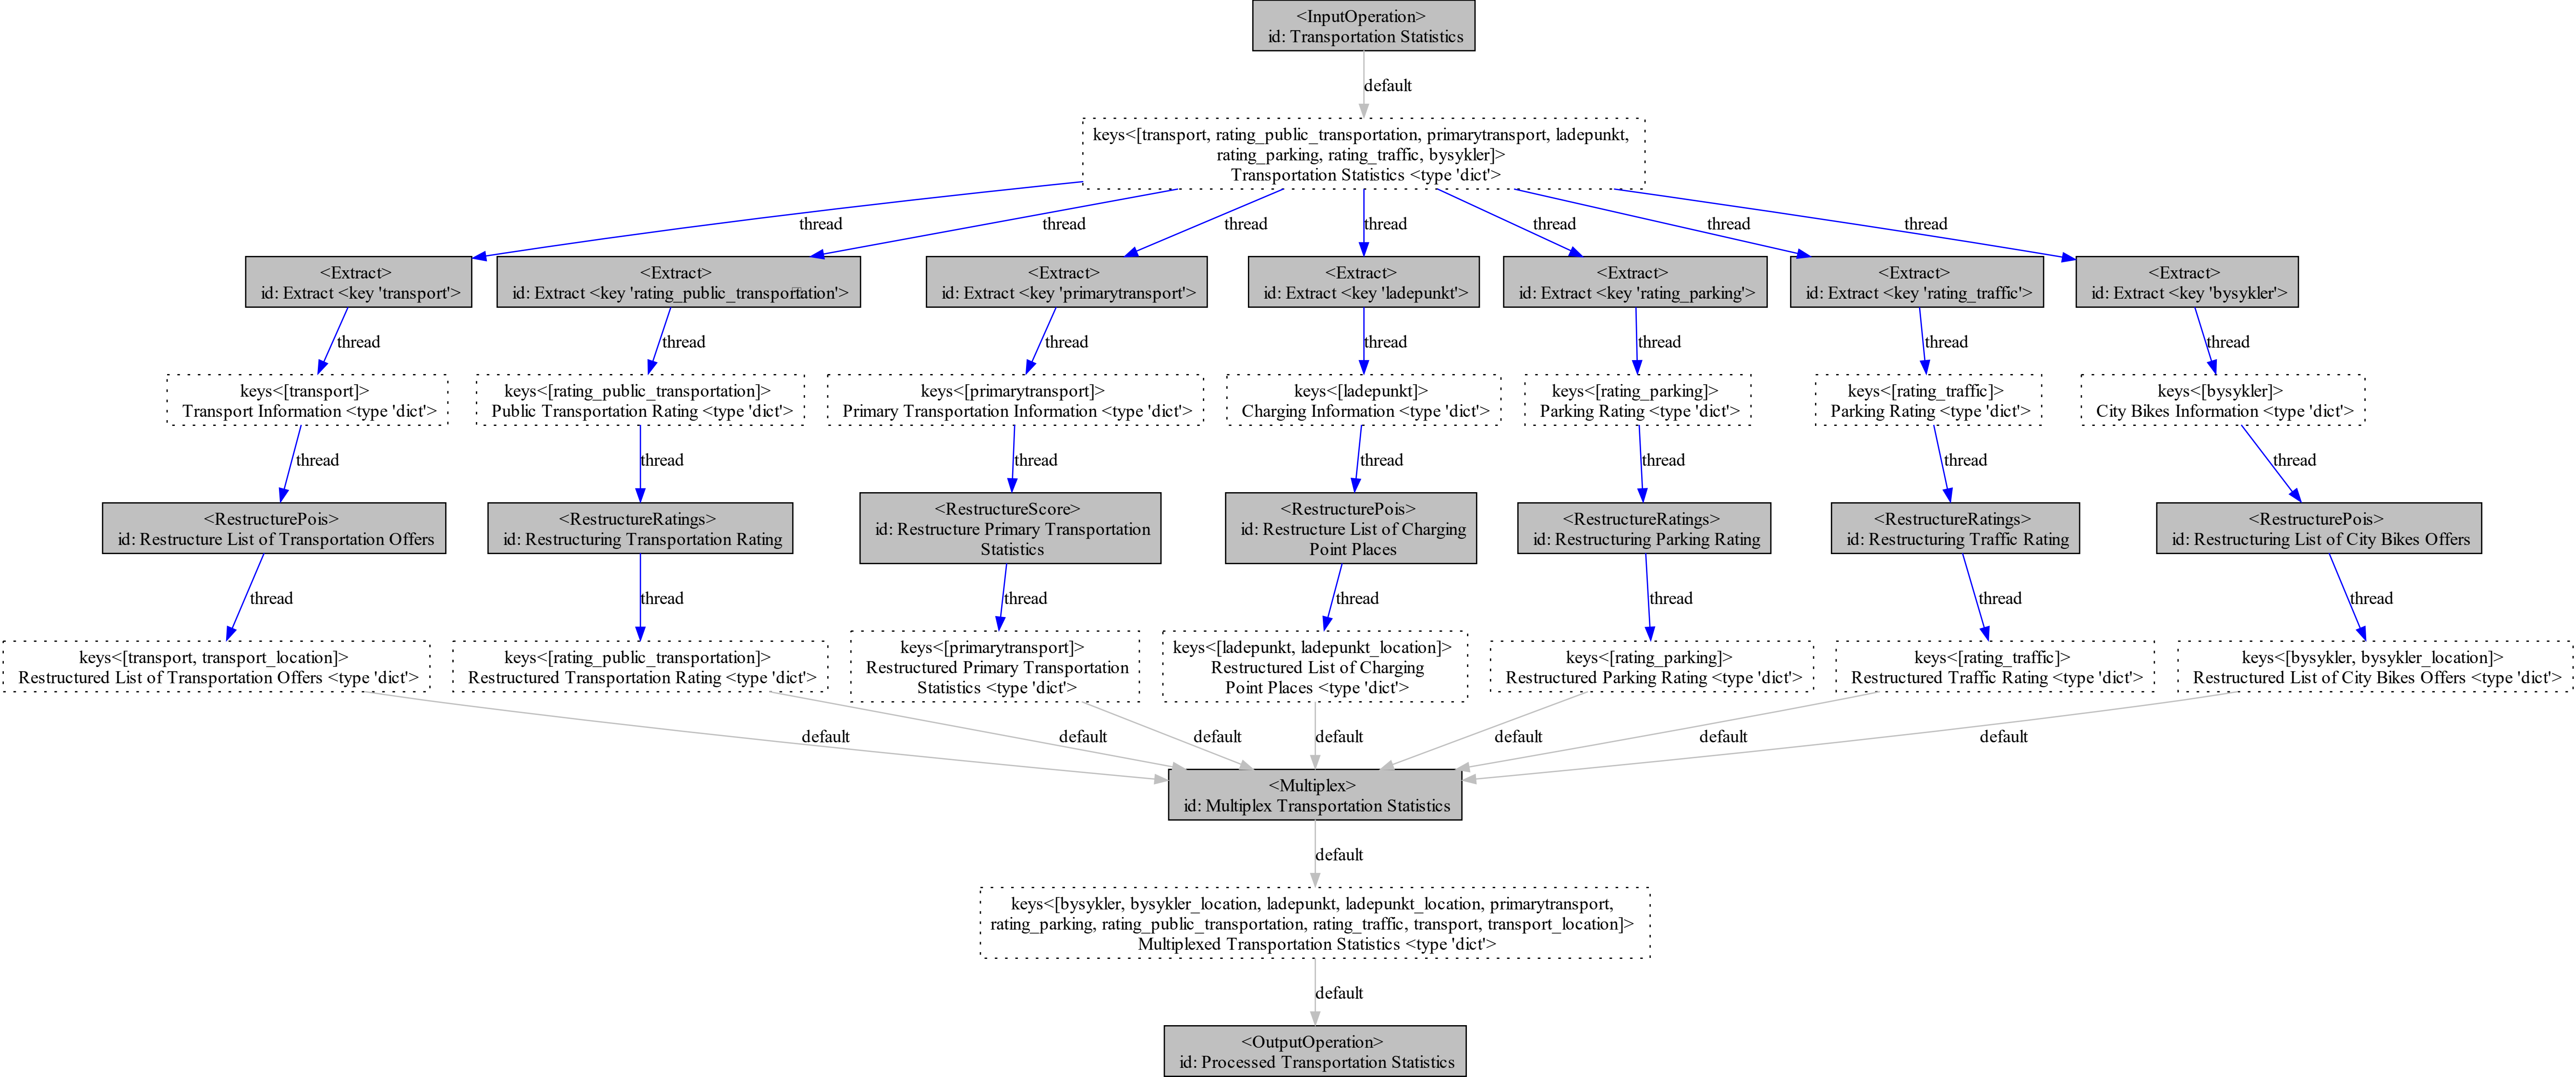 <InputOperation>
id: Transportation Statistics
default
keys<[transport, rating_public_transportation, primarytransport, ladepunkt,
rating_parking, rating_traffic, bysykler]>
Transportation Statistics <type 'dict'>
thread
thread
thread
thread
thread
thread
thread
<Extract>
id: Extract <key 'transport'>
<Extract>
id: Extract <key 'rating_public_transportation'>
<Extract>
id: Extract <key 'primarytransport'>
<Extract>
id: Extract <key 'ladepunkt'>
<Extract>
id: Extract <key 'rating_parking'>
<Extract>
id: Extract <key 'rating_traffic'>
<Extract>
id: Extract <key 'bysykler'>
thread
thread
thread
thread
thread
thread
thread
keys<[transport]>
Transport Information <type 'dict'>
keys<[rating_public_transportation]>
Public Transportation Rating <type 'dict'>
keys<[primarytransport]>
Primary Transportation Information <type 'dict'>
keys<[ladepunkt]>
Charging Information <type 'dict'>
keys<[rating_parking]>
Parking Rating <type 'dict'>
keys<[rating_traffic]>
Parking Rating <type 'dict'>
keys<[bysykler]>
City Bikes Information <type 'dict'>
thread
thread
thread
thread
thread
thread
thread
<RestructurePois>
id: Restructure List of Transportation Offers
<RestructureRatings>
id: Restructuring Transportation Rating
<RestructureScore>
id: Restructure Primary Transportation
Statistics
<RestructurePois>
id: Restructure List of Charging
Point Places
<RestructureRatings>
id: Restructuring Parking Rating
<RestructureRatings>
id: Restructuring Traffic Rating
<RestructurePois>
id: Restructuring List of City Bikes Offers
thread
thread
thread
thread
thread
thread
thread
keys<[transport, transport_location]>
Restructured List of Transportation Offers <type 'dict'>
keys<[rating_public_transportation]>
Restructured Transportation Rating <type 'dict'>
keys<[primarytransport]>
Restructured Primary Transportation
Statistics <type 'dict'>
keys<[ladepunkt, ladepunkt_location]>
Restructured List of Charging
Point Places <type 'dict'>
keys<[rating_parking]>
Restructured Parking Rating <type 'dict'>
keys<[rating_traffic]>
Restructured Traffic Rating <type 'dict'>
keys<[bysykler, bysykler_location]>
Restructured List of City Bikes Offers <type 'dict'>
default
default
default
default
default
default
default
<Multiplex>
id: Multiplex Transportation Statistics
default
keys<[bysykler, bysykler_location, ladepunkt, ladepunkt_location, primarytransport,
rating_parking, rating_public_transportation, rating_traffic, transport, transport_location]>
Multiplexed Transportation Statistics <type 'dict'>
default
<OutputOperation>
id: Processed Transportation Statistics